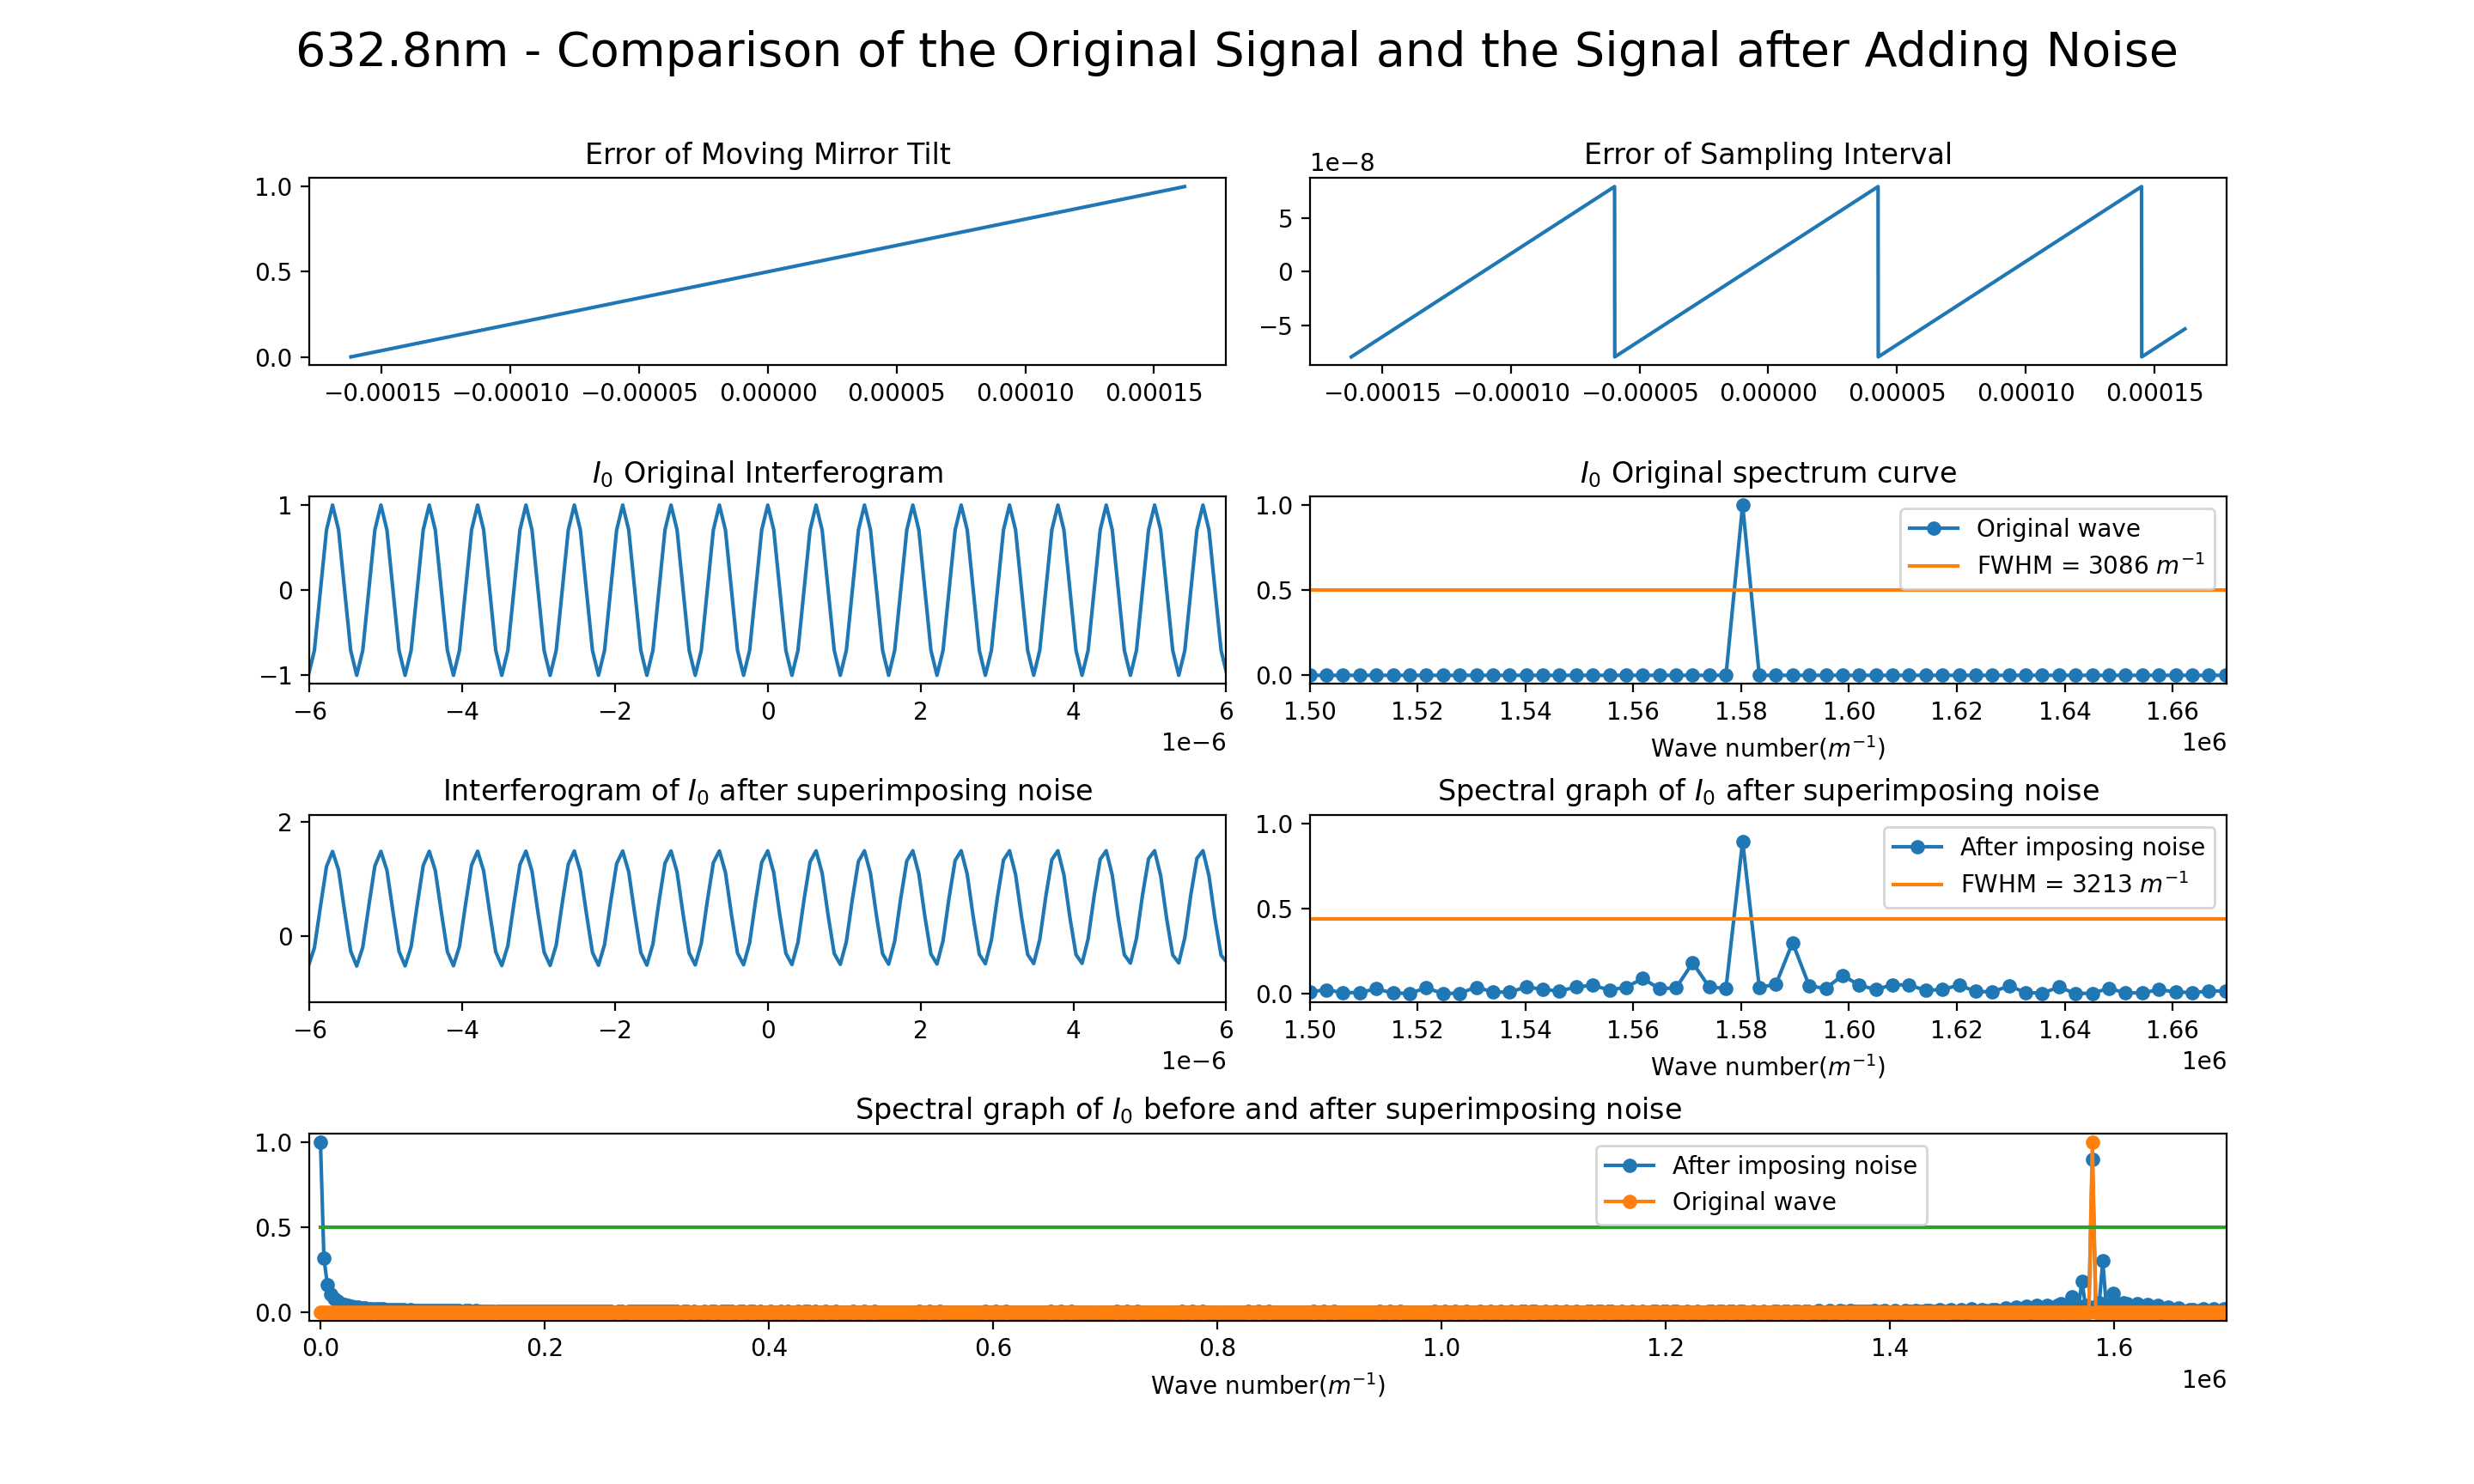 632.8nm - Comparison of the Original Signal and the Signal after Adding Noise
Error of Moving Mirror Tilt
1.0
0.5
0.0
−0.00015 −0.00010 −0.00005 0.00000 0.00005 0.00010 0.00015
Error of Sampling Interval
1e−8
5
0
−5
−0.00015 −0.00010 −0.00005 0.00000 0.00005 0.00010 0.00015
I₀ Original Interferogram
1
0
−1
−6 −4 −2 0 2 4 6
1e−6
I₀ Original spectrum curve
1.0
0.5
0.0
Original wave
FWHM = 3086 m⁻¹
1.50 1.52 1.54 1.56 1.58 1.60 1.62 1.64 1.66
Wave number(m⁻¹)
1e6
Interferogram of I₀ after superimposing noise
2
0
−6 −4 −2 0 2 4 6
1e−6
Spectral graph of I₀ after superimposing noise
1.0
0.5
0.0
After imposing noise
FWHM = 3213 m⁻¹
1.50 1.52 1.54 1.56 1.58 1.60 1.62 1.64 1.66
Wave number(m⁻¹)
1e6
Spectral graph of I₀ before and after superimposing noise
1.0
0.5
0.0
After imposing noise
Original wave
0.0 0.2 0.4 0.6 0.8 1.0 1.2 1.4 1.6
Wave number(m⁻¹)
1e6